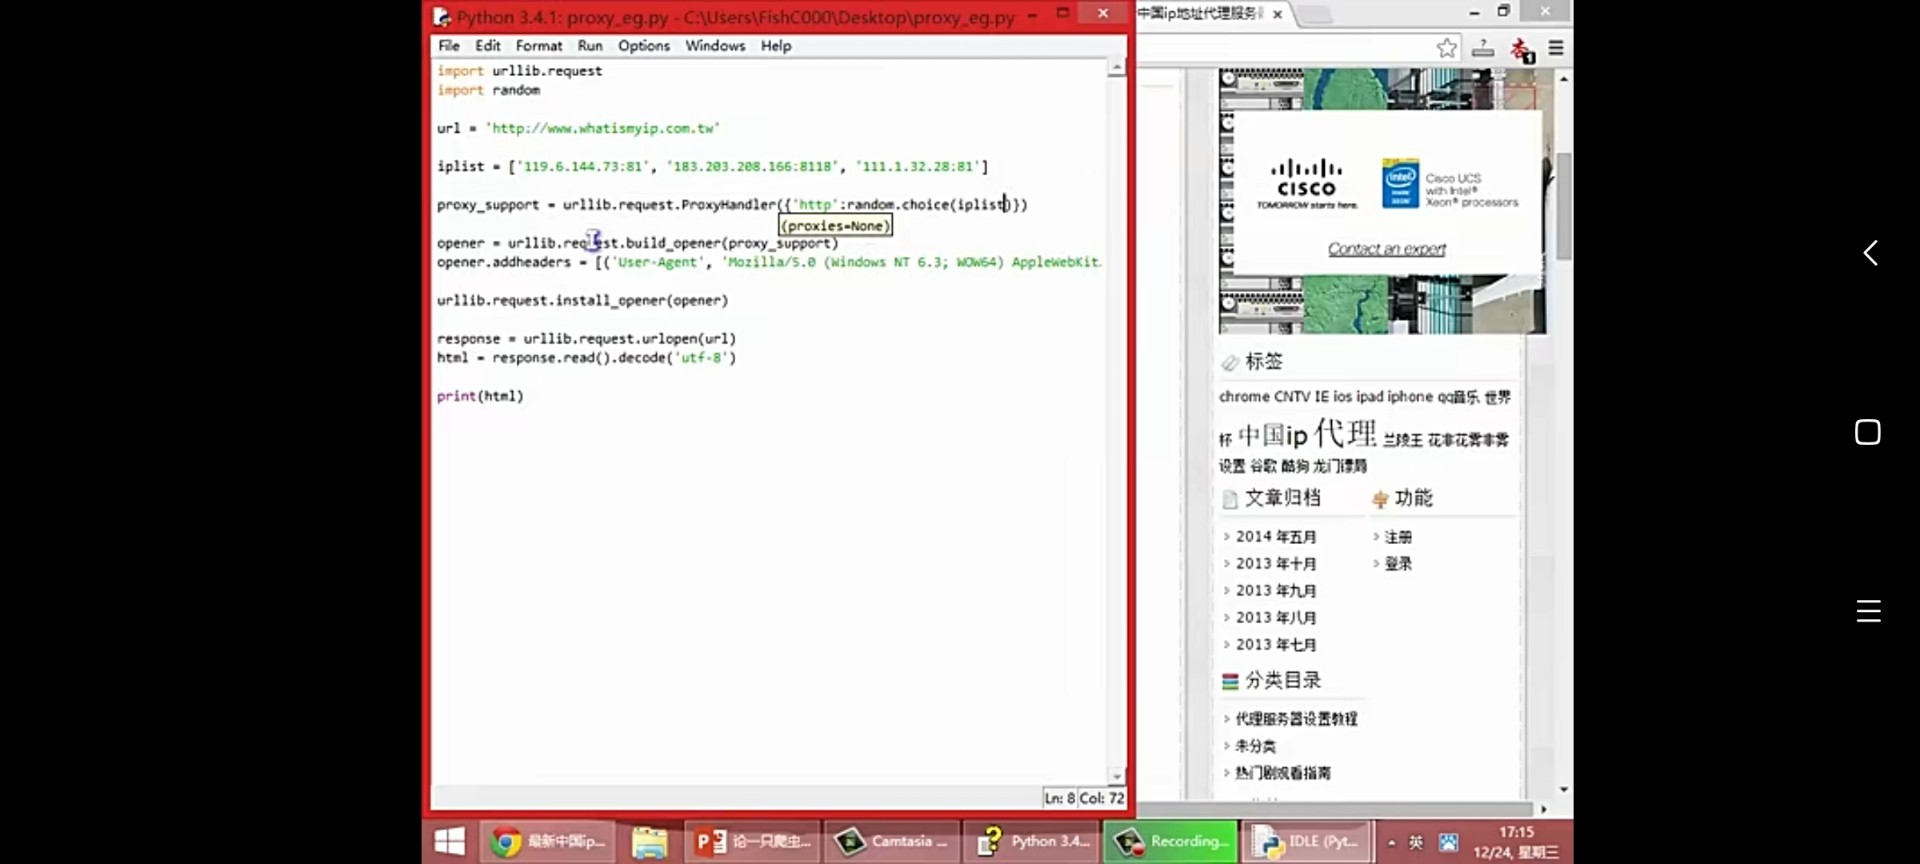 Python 3.4.1: proxy_eg.py - C:\Users\FishC000\Desktop\proxy_eg.py
File Edit Format Run Options Windows Help
import urllib.request
import random
url = 'http://www.whatismyip.com.tw'
iplist = ['119.6.144.73:81', '183.203.208.166:8118', '111.1.32.28:81']
proxy_support = urllib.request.ProxyHandler({'http':random.choice(iplist)})
(proxies=None)
opener = urllib.request.build_opener(proxy_support)
opener.addheaders = [('User-Agent', 'Mozilla/5.0 (Windows NT 6.3; WOW64) AppleWebKit.
urllib.request.install_opener(opener)
response = urllib.request.urlopen(url)
html = response.read().decode('utf-8')
print(html)
Ln: 8 Col: 72
中国ip地址代理服务
CISCO
TOMORROW starts here.
intel
XEON
Cisco UCS
with Intel®
Xeon® processors
Contact an expert
标签
chrome CNTV IE ios ipad iphone qq音乐 世界
杯 中国ip 代理 兰陵王 花非花雾非雾
设置 谷歌 酷狗 龙门镖局
文章归档
2014 年五月
2013 年十月
2013 年九月
2013 年八月
2013 年七月
功能
注册
登录
分类目录
代理服务器设置教程
未分类
热门剧观看指南
最新中国ip...
论一只爬虫...
Camtasia ...
Python 3.4...
Recording...
IDLE (Pyt...
英
17:15
12/24, 星期三